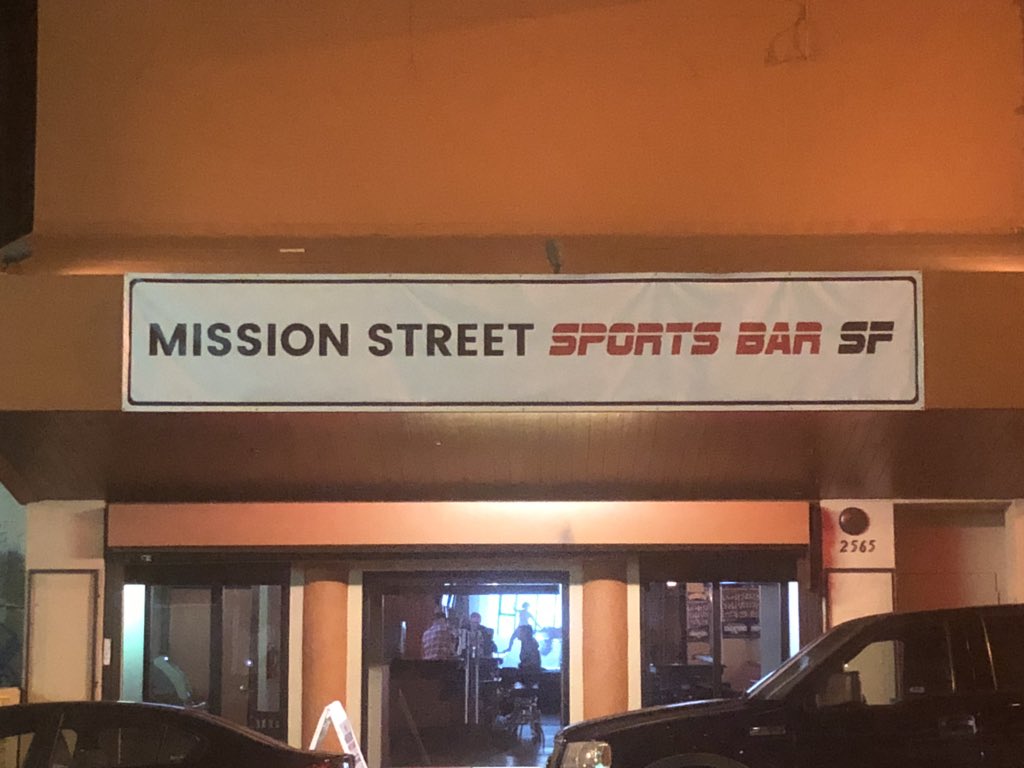 MISSION STREET SPORTS BAR SF
2565